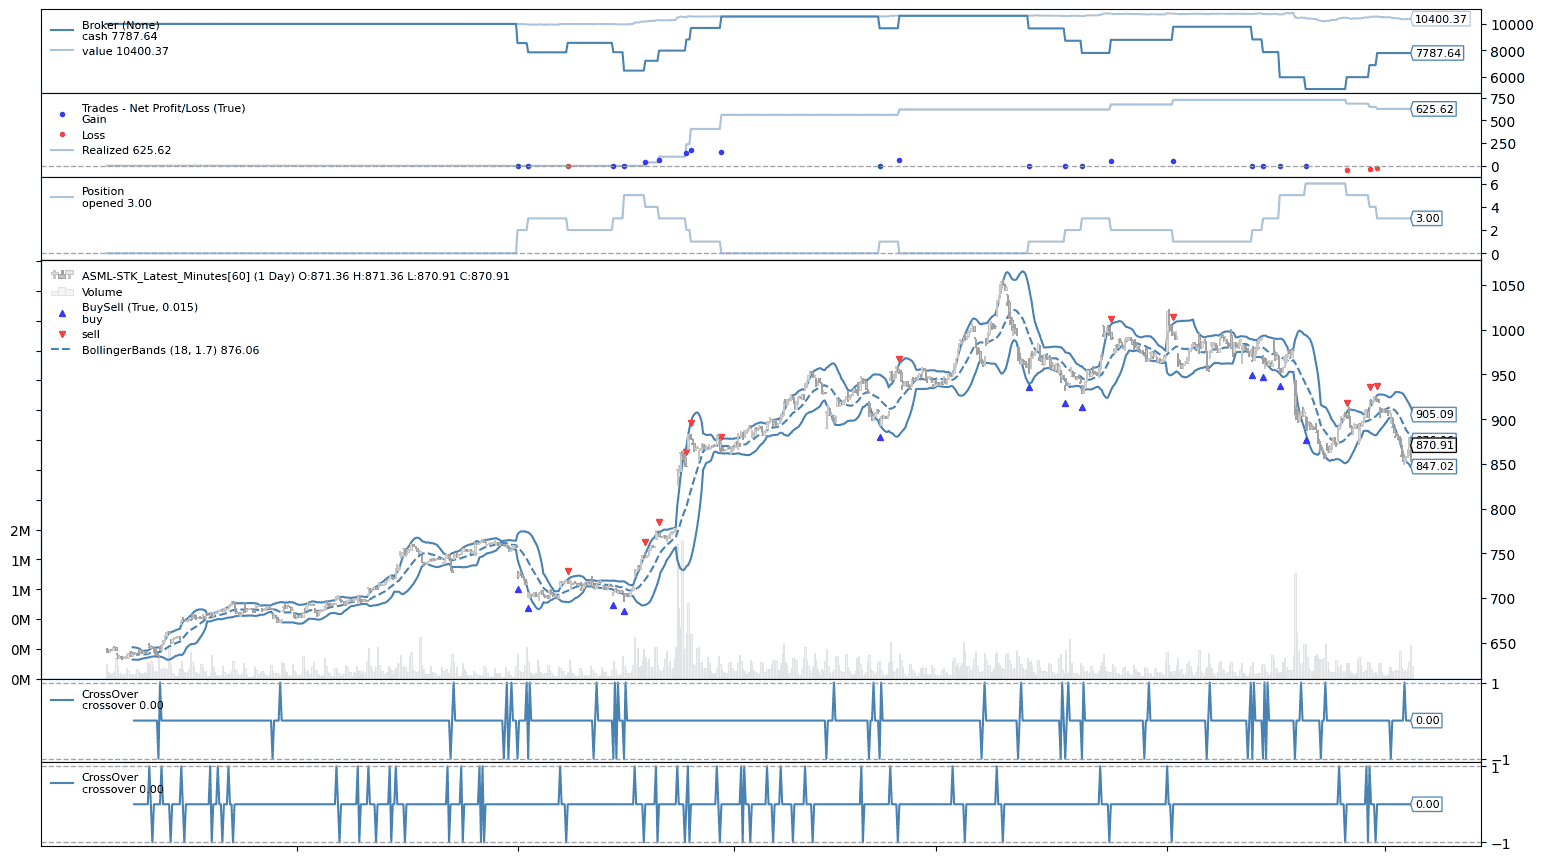 Broker (None)
cash 7787.64
value 10400.37
10400.37
10000
7787.64
8000
6000
Trades - Net Profit/Loss (True)
Gain
Loss
Realized 625.62
750
625.62
500
250
0
Position
opened 3.00
6
4
3.00
2
0
ASML-STK_Latest_Minutes[60] (1 Day) O:871.36 H:871.36 L:870.91 C:870.91
Volume
BuySell (True, 0.015)
buy
sell
BollingerBands (18, 1.7) 876.06
1050
1000
950
905.09
900
870.91
847.02
850
800
750
700
650
2M
1M
1M
0M
0M
0M
CrossOver
crossover 0.00
1
0.00
−1
CrossOver
crossover 0.00
1
0.00
−1